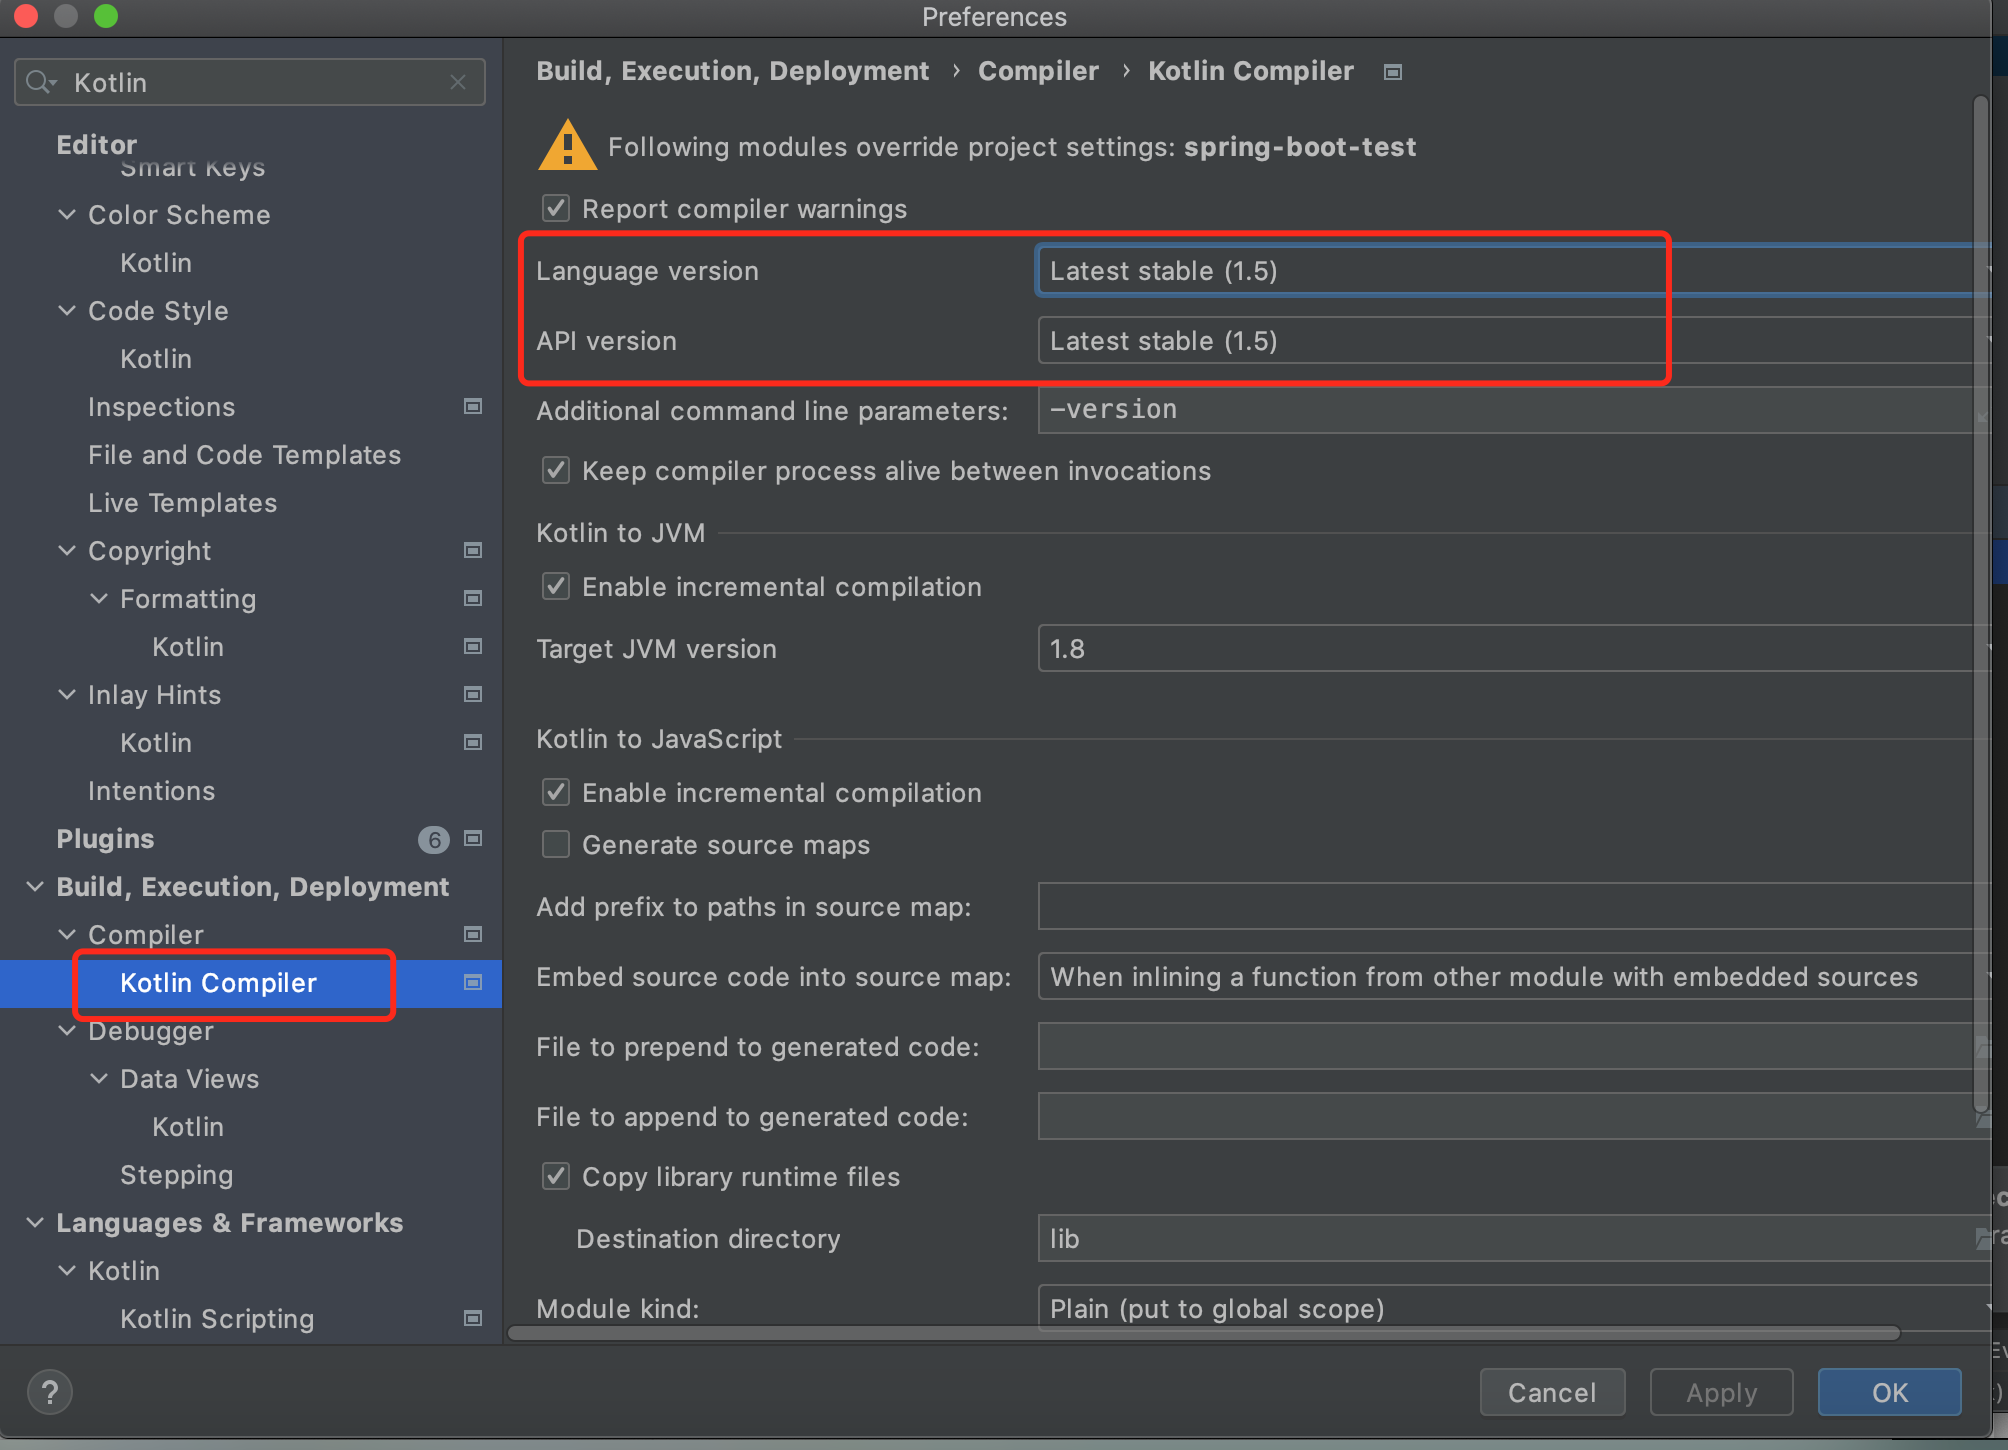 Preferences
Kotlin
Editor
Smart Keys
Color Scheme
Kotlin
Code Style
Kotlin
Inspections
File and Code Templates
Live Templates
Copyright
Formatting
Kotlin
Inlay Hints
Kotlin
Intentions
Plugins 6
Build, Execution, Deployment
Compiler
Kotlin Compiler
Debugger
Data Views
Kotlin
Stepping
Languages & Frameworks
Kotlin
Kotlin Scripting
Build, Execution, Deployment › Compiler › Kotlin Compiler
Following modules override project settings: spring-boot-test
Report compiler warnings
Language version Latest stable (1.5)
API version Latest stable (1.5)
Additional command line parameters: -version
Keep compiler process alive between invocations
Kotlin to JVM
Enable incremental compilation
Target JVM version 1.8
Kotlin to JavaScript
Enable incremental compilation
Generate source maps
Add prefix to paths in source map:
Embed source code into source map: When inlining a function from other module with embedded sources
File to prepend to generated code:
File to append to generated code:
Copy library runtime files
Destination directory lib
Module kind: Plain (put to global scope)
? Cancel Apply OK